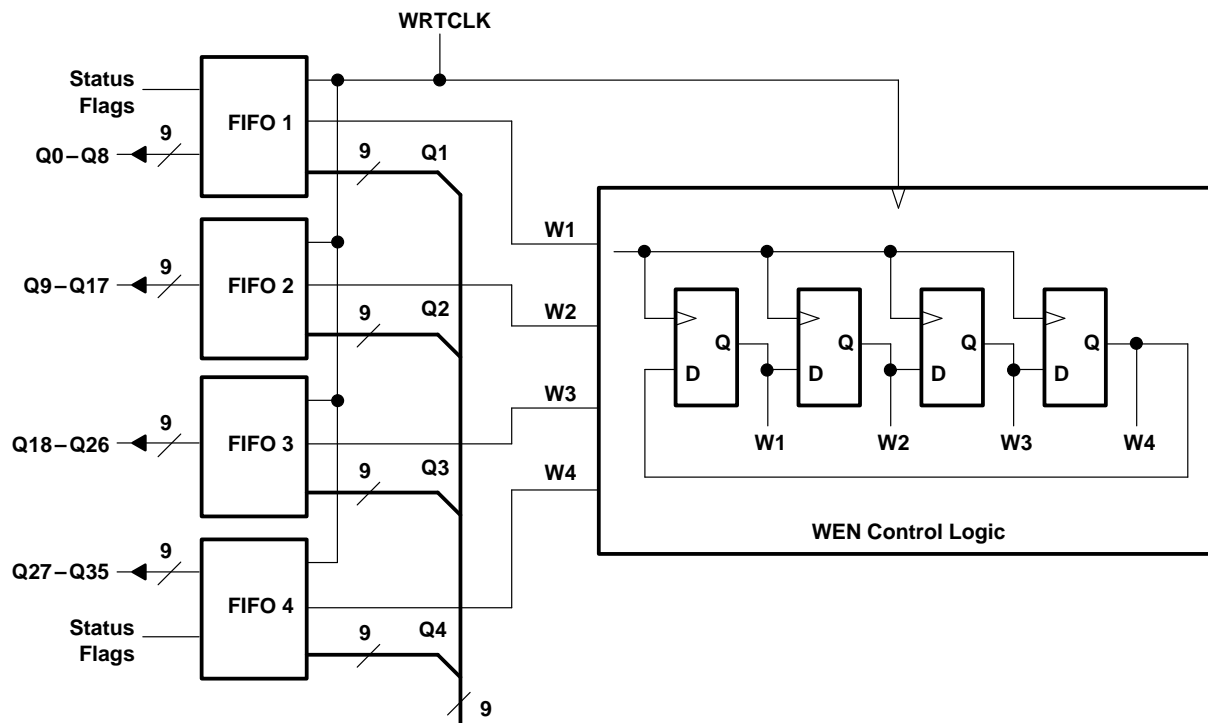 WRTCLK
Status
Flags
FIFO 1
9
Q0–Q8
9
Q1
W1
9
Q9–Q17
FIFO 2
9
Q2
W2
Q
D
Q
D
Q
D
Q
D
W1
W2
W3
W4
9
Q18–Q26
FIFO 3
9
Q3
W3
W4
WEN Control Logic
9
Q27–Q35
FIFO 4
Status
Flags
9
Q4
9